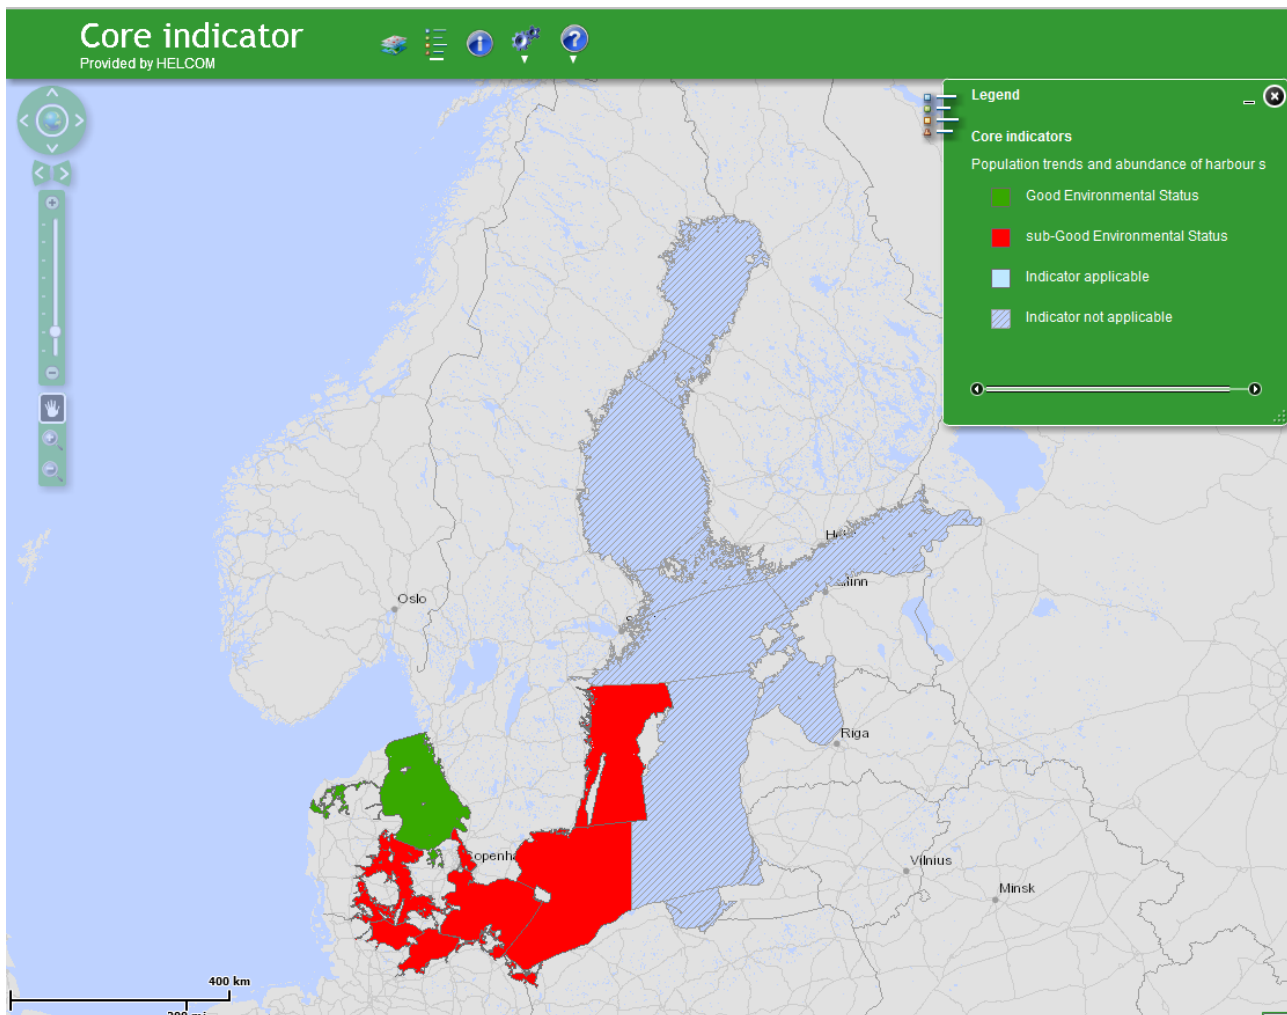 Core indicator
Provided by HELCOM
Legend
Core indicators
Population trends and abundance of harbour s
Good Environmental Status
sub-Good Environmental Status
Indicator applicable
Indicator not applicable
Oslo
Riga
Copenha
Vilnius
Minsk
400 km